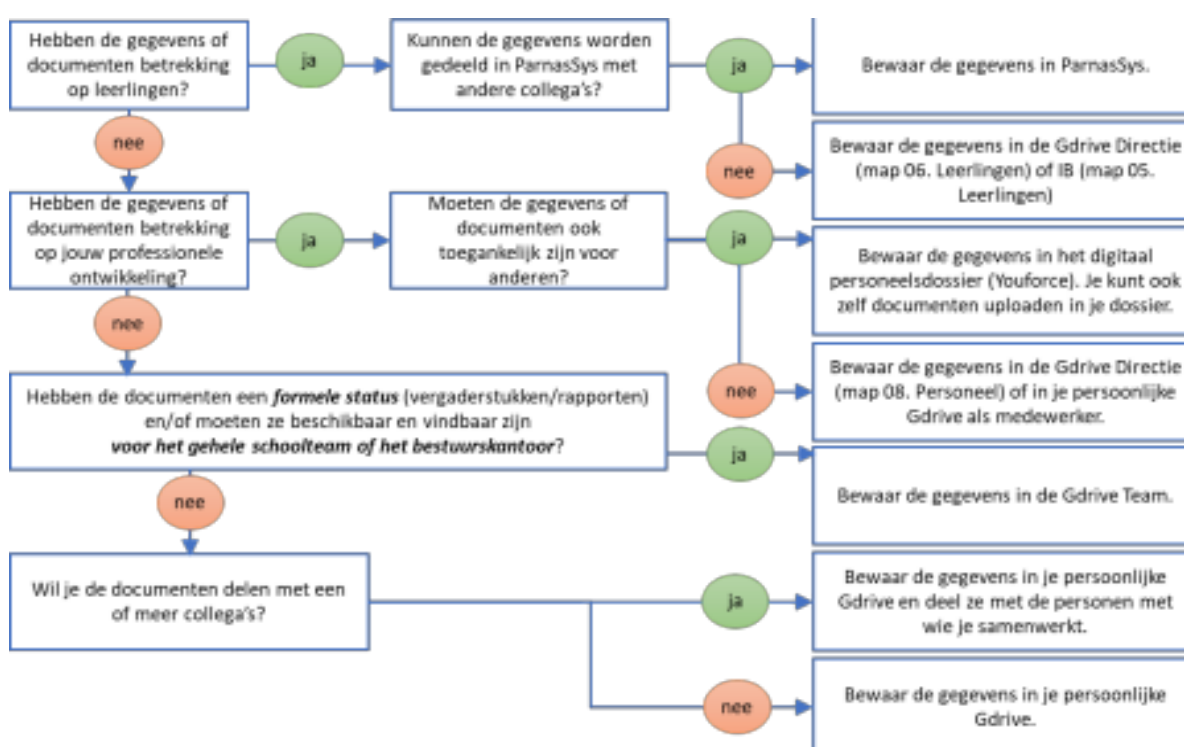 Hebben de gegevens of
documenten betrekking
op leerlingen?
ja
Kunnen de gegevens worden
gedeeld in ParnasSys met
andere collega's?
ja
Bewaar de gegevens in ParnasSys.
nee
nee
Bewaar de gegevens in de Gdrive Directie
(map 06. Leerlingen) of IB (map 05.
Leerlingen)
Hebben de gegevens of
documenten betrekking
op jouw professionele
ontwikkeling?
ja
Moeten de gegevens of
documenten ook
toegankelijk zijn voor
anderen?
ja
Bewaar de gegevens in het digitaal
personeelsdossier (Youforce). Je kunt ook
zelf documenten uploaden in je dossier.
nee
nee
Bewaar de gegevens in de Gdrive Directie
(map 08. Personeel) of in je persoonlijke
Gdrive als medewerker.
Hebben de documenten een formele status (vergaderstukken/rapporten)
en/of moeten ze beschikbaar en vindbaar zijn
voor het gehele schoolteam of het bestuurskantoor?
ja
Bewaar de gegevens in de Gdrive Team.
nee
Wil je de documenten delen met een
of meer collega's?
ja
Bewaar de gegevens in je persoonlijke
Gdrive en deel ze met de personen met
wie je samenwerkt.
nee
Bewaar de gegevens in je persoonlijke
Gdrive.